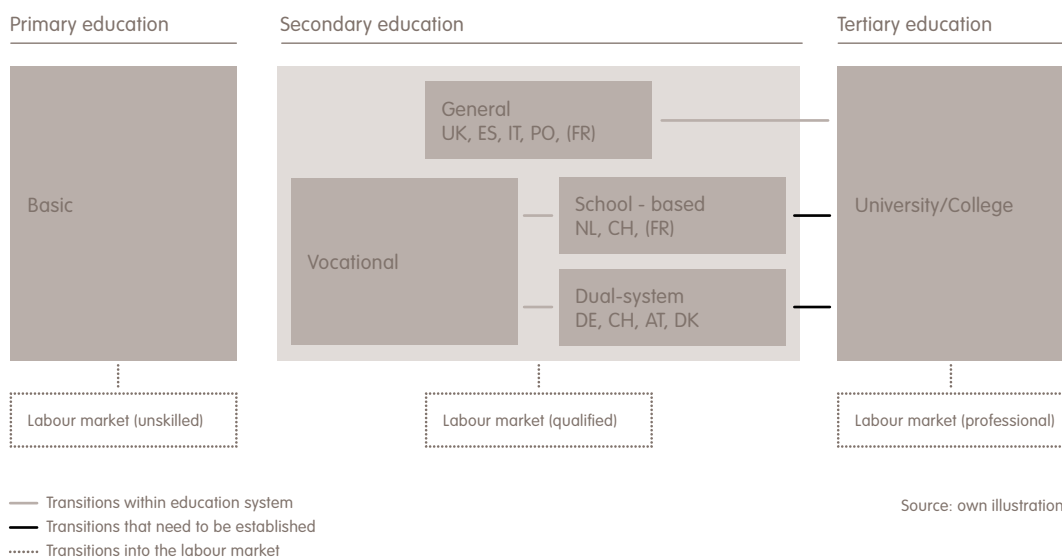 Primary education
Secondary education
Tertiary education
Basic
General
UK, ES, IT, PO, (FR)
Vocational
School - based
NL, CH, (FR)
Dual-system
DE, CH, AT, DK
University/College
Labour market (unskilled)
Labour market (qualified)
Labour market (professional)
Transitions within education system
Transitions that need to be established
Transitions into the labour market
Source: own illustration